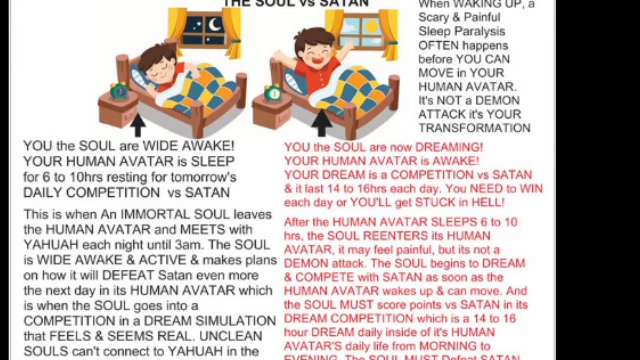 THE SOUL vs SATAN
When WAKING UP, a
Scary & Painful
Sleep Paralysis
OFTEN happens
before YOU CAN
MOVE in YOUR
HUMAN AVATAR.
It's NOT a DEMON
ATTACK it's YOUR
TRANSFORMATION
YOU the SOUL are WIDE AWAKE!
YOUR HUMAN AVATAR is SLEEP
for 6 to 10hrs resting for tomorrow's
DAILY COMPETITION vs SATAN
This is when An IMMORTAL SOUL leaves
the HUMAN AVATAR and MEETS with
YAHUAH each night until 3am. The SOUL
is WIDE AWAKE & ACTIVE & makes plans
on how it will DEFEAT Satan even more
the next day in its HUMAN AVATAR which
is when the SOUL goes into a
COMPETITION in a DREAM SIMULATION
that FEELS & SEEMS REAL. UNCLEAN
SOULS can't connect to YAHUAH in the
YOU the SOUL are now DREAMING!
YOUR HUMAN AVATAR is AWAKE!
YOUR DREAM is a COMPETITION vs SATAN
& it last 14 to 16hrs each day. You NEED to WIN
each day or YOU'LL get STUCK in HELL!
After the HUMAN AVATAR SLEEPS 6 to 10
hrs, the SOUL REENTERS its HUMAN
AVATAR, it may feel painful, but its not a
DEMON attack. The SOUL begins to DREAM
& COMPETE with SATAN as soon as the
HUMAN AVATAR wakes up & can move. And
the SOUL MUST score points vs SATAN in its
DREAM COMPETITION which is a 14 to 16
hour DREAM daily inside of it's HUMAN
AVATAR'S daily life from MORNING to
EVENING. The SOUL MUST Defeat SATAN